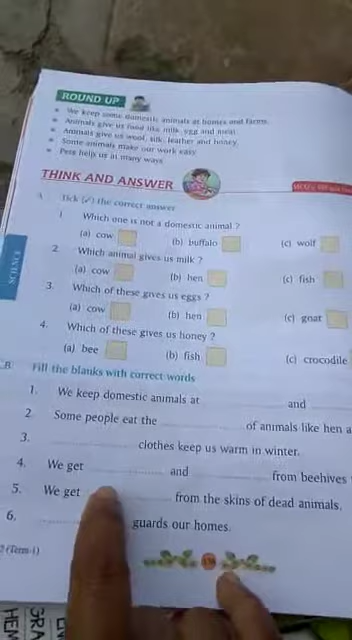 ROUND UP
We keep some domestic animals at homes and farms.
Animals give us food like milk, egg and meat.
Animals give us wool, silk, leather and honey.
Some animals make our work easy.
Pets help us in many ways.
THINK AND ANSWER
A. Tick (✓) the correct answer
1. Which one is not a domestic animal ?
(a) cow (b) buffalo (c) wolf
2. Which animal gives us milk ?
(a) cow (b) hen (c) fish
3. Which of these gives us eggs ?
(a) cow (b) hen (c) goat
4. Which of these gives us honey ?
(a) bee (b) fish (c) crocodile
SCIENCE
B. Fill the blanks with correct words
1. We keep domestic animals at and
2. Some people eat the of animals like hen a
3. clothes keep us warm in winter.
4. We get and from beehives
5. We get from the skins of dead animals.
6. guards our homes.
2 (Term-1)